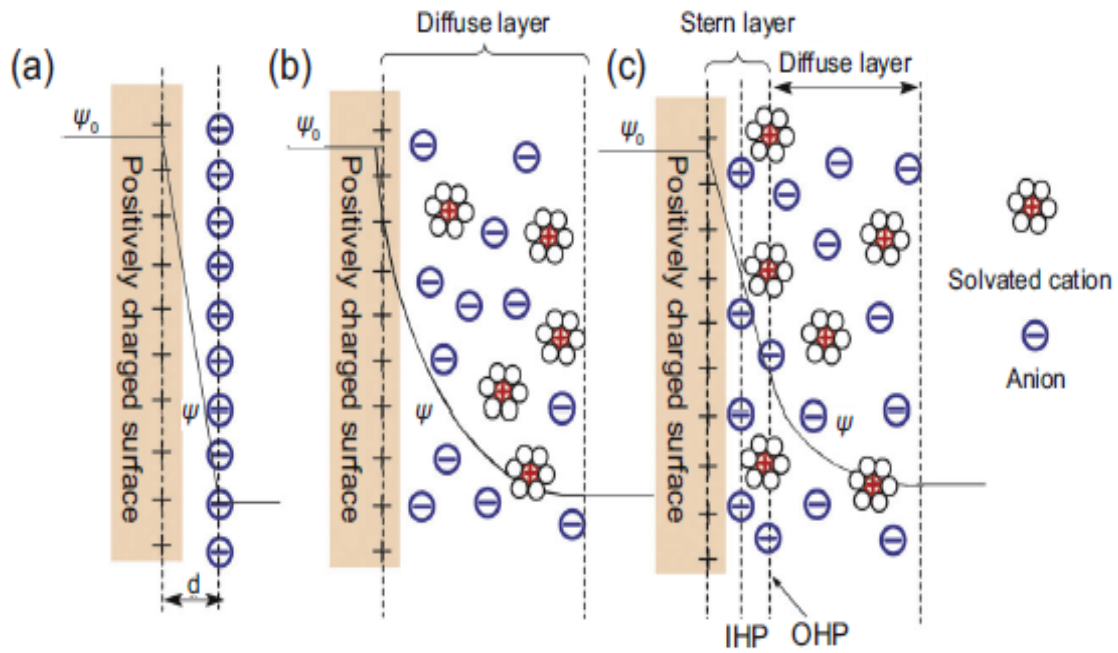 Stern layer
Diffuse layer
(a)
(b)
(c)
Diffuse layer
ψ₀
ψ₀
ψ₀
Positively charged surface
Positively charged surface
Positively charged surface
ψ
ψ
ψ
Solvated cation
Anion
d
IHP
OHP